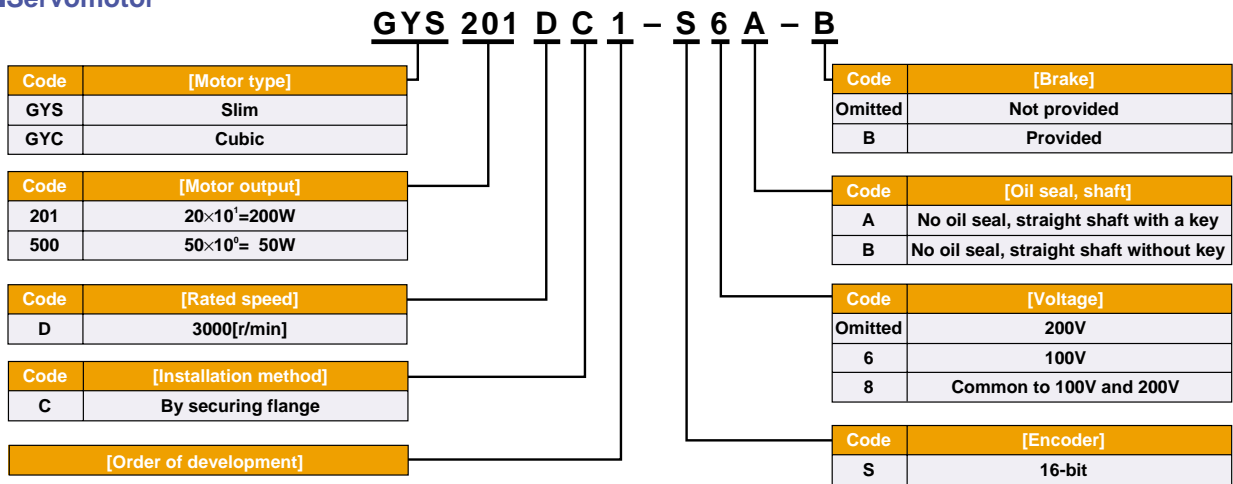 Servomotor
GYS 201 D C 1 – S 6 A – B
Code [Motor type]
GYS Slim
GYC Cubic
Code [Motor output]
201 20×10¹=200W
500 50×10⁰= 50W
Code [Rated speed]
D 3000[r/min]
Code [Installation method]
C By securing flange
[Order of development]
Code [Brake]
Omitted Not provided
B Provided
Code [Oil seal, shaft]
A No oil seal, straight shaft with a key
B No oil seal, straight shaft without key
Code [Voltage]
Omitted 200V
6 100V
8 Common to 100V and 200V
Code [Encoder]
S 16-bit